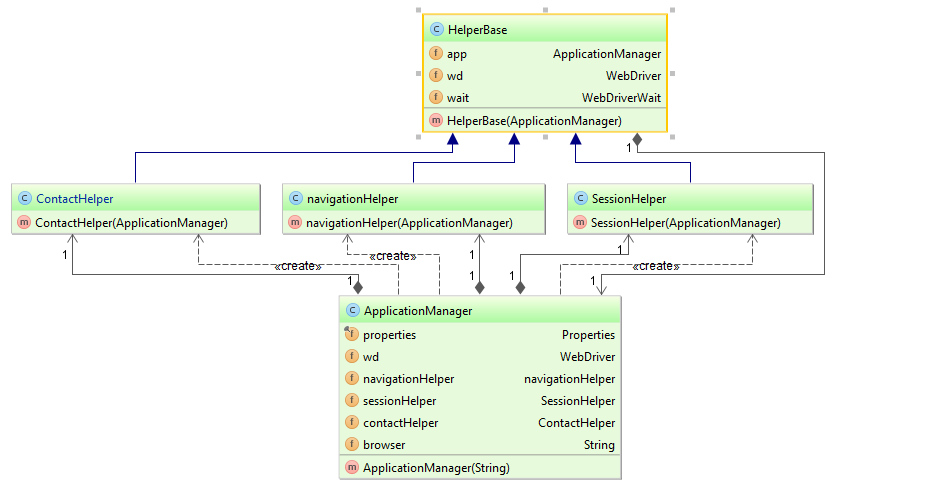 C HelperBase
f app ApplicationManager
f wd WebDriver
f wait WebDriverWait
m HelperBase(ApplicationManager)
1
C ContactHelper
m ContactHelper(ApplicationManager)
C navigationHelper
m navigationHelper(ApplicationManager)
C SessionHelper
m SessionHelper(ApplicationManager)
1 1 1
«create» «create» «create»
1 1 1 1
C ApplicationManager
f properties Properties
f wd WebDriver
f navigationHelper navigationHelper
f sessionHelper SessionHelper
f contactHelper ContactHelper
f browser String
m ApplicationManager(String)